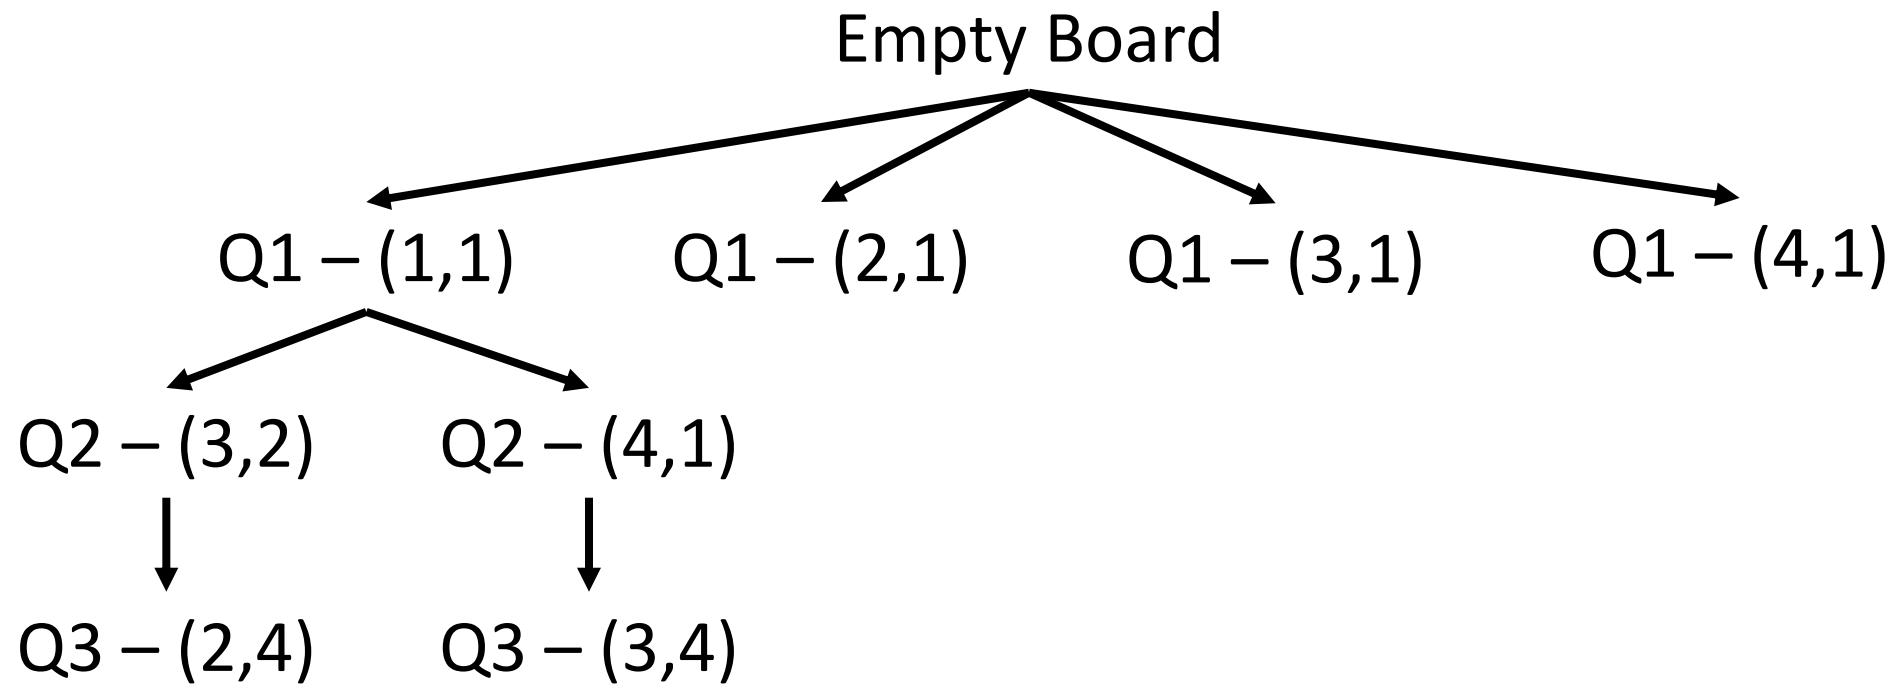 Empty Board
Q1 – (1,1)
Q1 – (2,1)
Q1 – (3,1)
Q1 – (4,1)
Q2 – (3,2)
Q2 – (4,1)
Q3 – (2,4)
Q3 – (3,4)